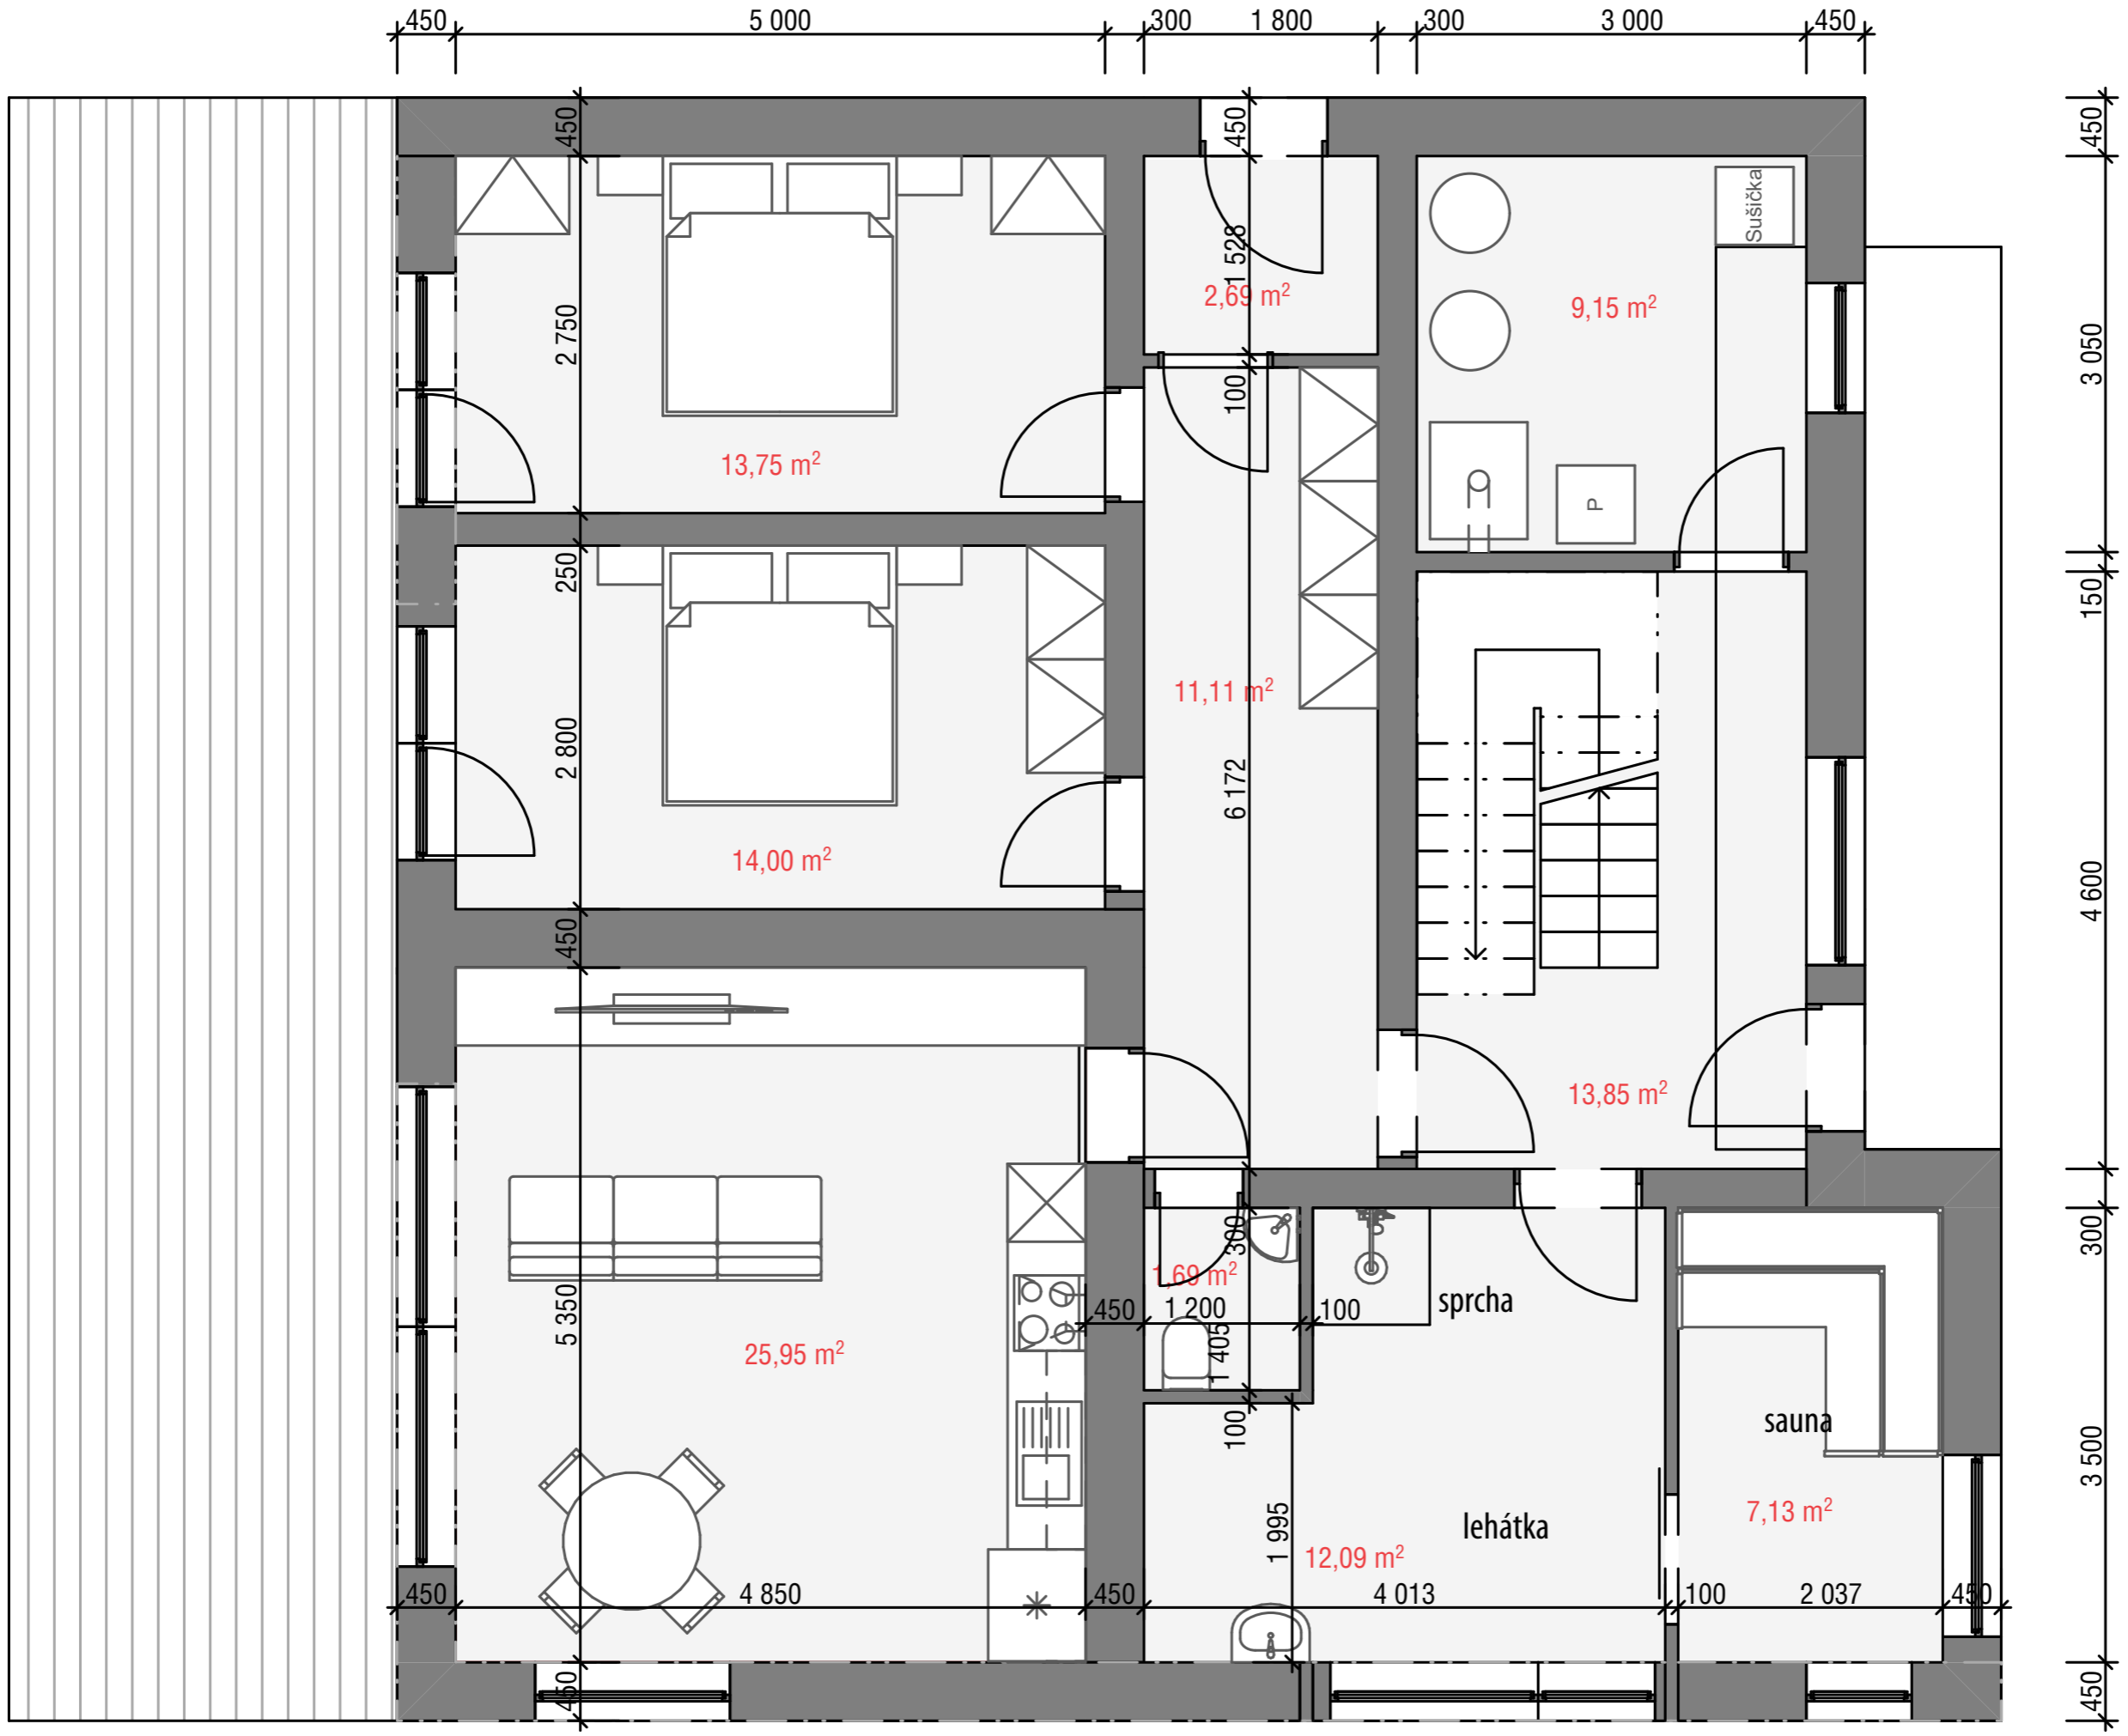 450 5 000 300 1 800 300 3 000 450
450 450 450
Sušička
1 528
2,69 m²
9,15 m²
2 750
3 050
100
13,75 m²
P
250
150
11,11 m²
2 800
6 172
14,00 m²
4 600
450
13,85 m²
300
300
1,69 m²
450 1 200 100
sprcha
5 350
1 405
25,95 m²
sauna
100
3 500
7,13 m²
lehátka
1 995
12,09 m²
450 4 850 450 4 013 100 2 037 450
450 450